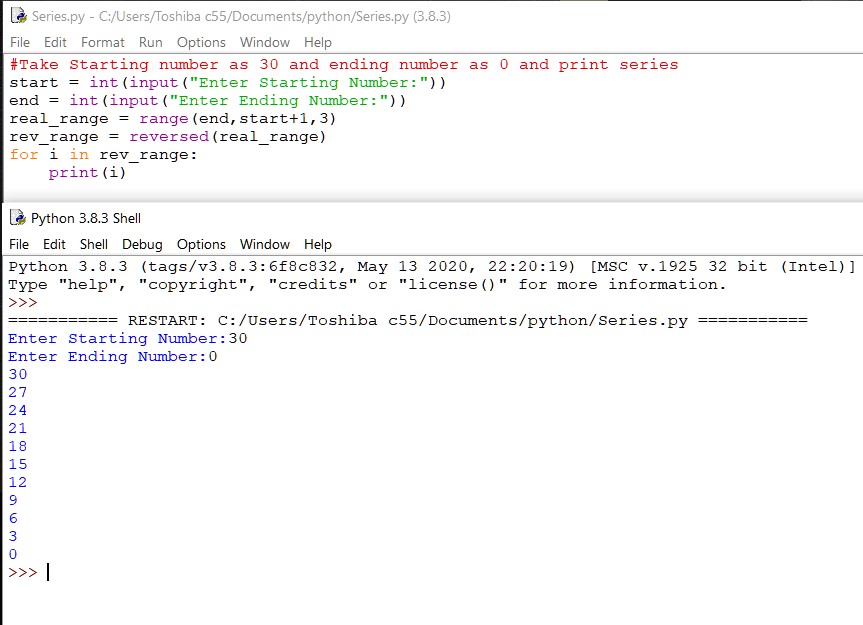 Series.py - C:/Users/Toshiba c55/Documents/python/Series.py (3.8.3)
File Edit Format Run Options Window Help
#Take Starting number as 30 and ending number as 0 and print series
start = int(input("Enter Starting Number:"))
end = int(input("Enter Ending Number:"))
real_range = range(end,start+1,3)
rev_range = reversed(real_range)
for i in rev_range:
    print(i)
Python 3.8.3 Shell
File Edit Shell Debug Options Window Help
Python 3.8.3 (tags/v3.8.3:6f8c832, May 13 2020, 22:20:19) [MSC v.1925 32 bit (Intel)]
Type "help", "copyright", "credits" or "license()" for more information.
>>>
=========== RESTART: C:/Users/Toshiba c55/Documents/python/Series.py ===========
Enter Starting Number:30
Enter Ending Number:0
30
27
24
21
18
15
12
9
6
3
0
>>>